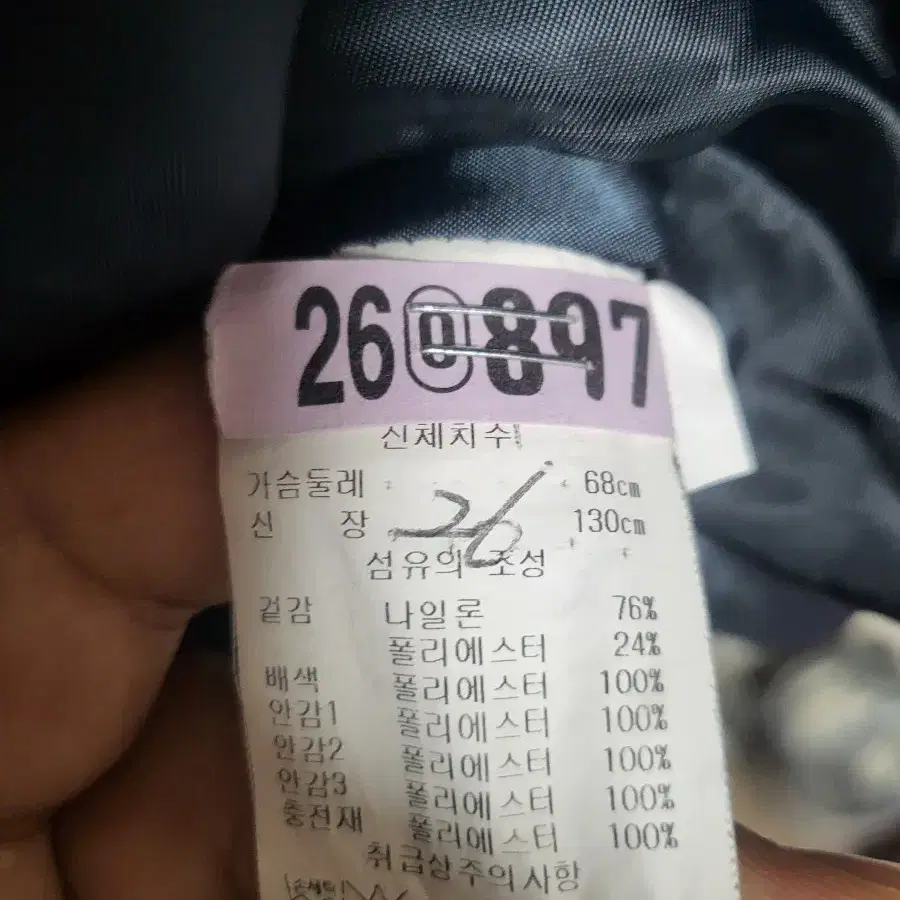 26 0 897
신체치수
가슴둘레 68cm
신 장 130cm
26
섬유의 조성
겉감 나일론 76%
폴리에스터 24%
배색 폴리에스터 100%
안감1 폴리에스터 100%
안감2 폴리에스터 100%
안감3 폴리에스터 100%
충전재 폴리에스터 100%
취급상주의사항